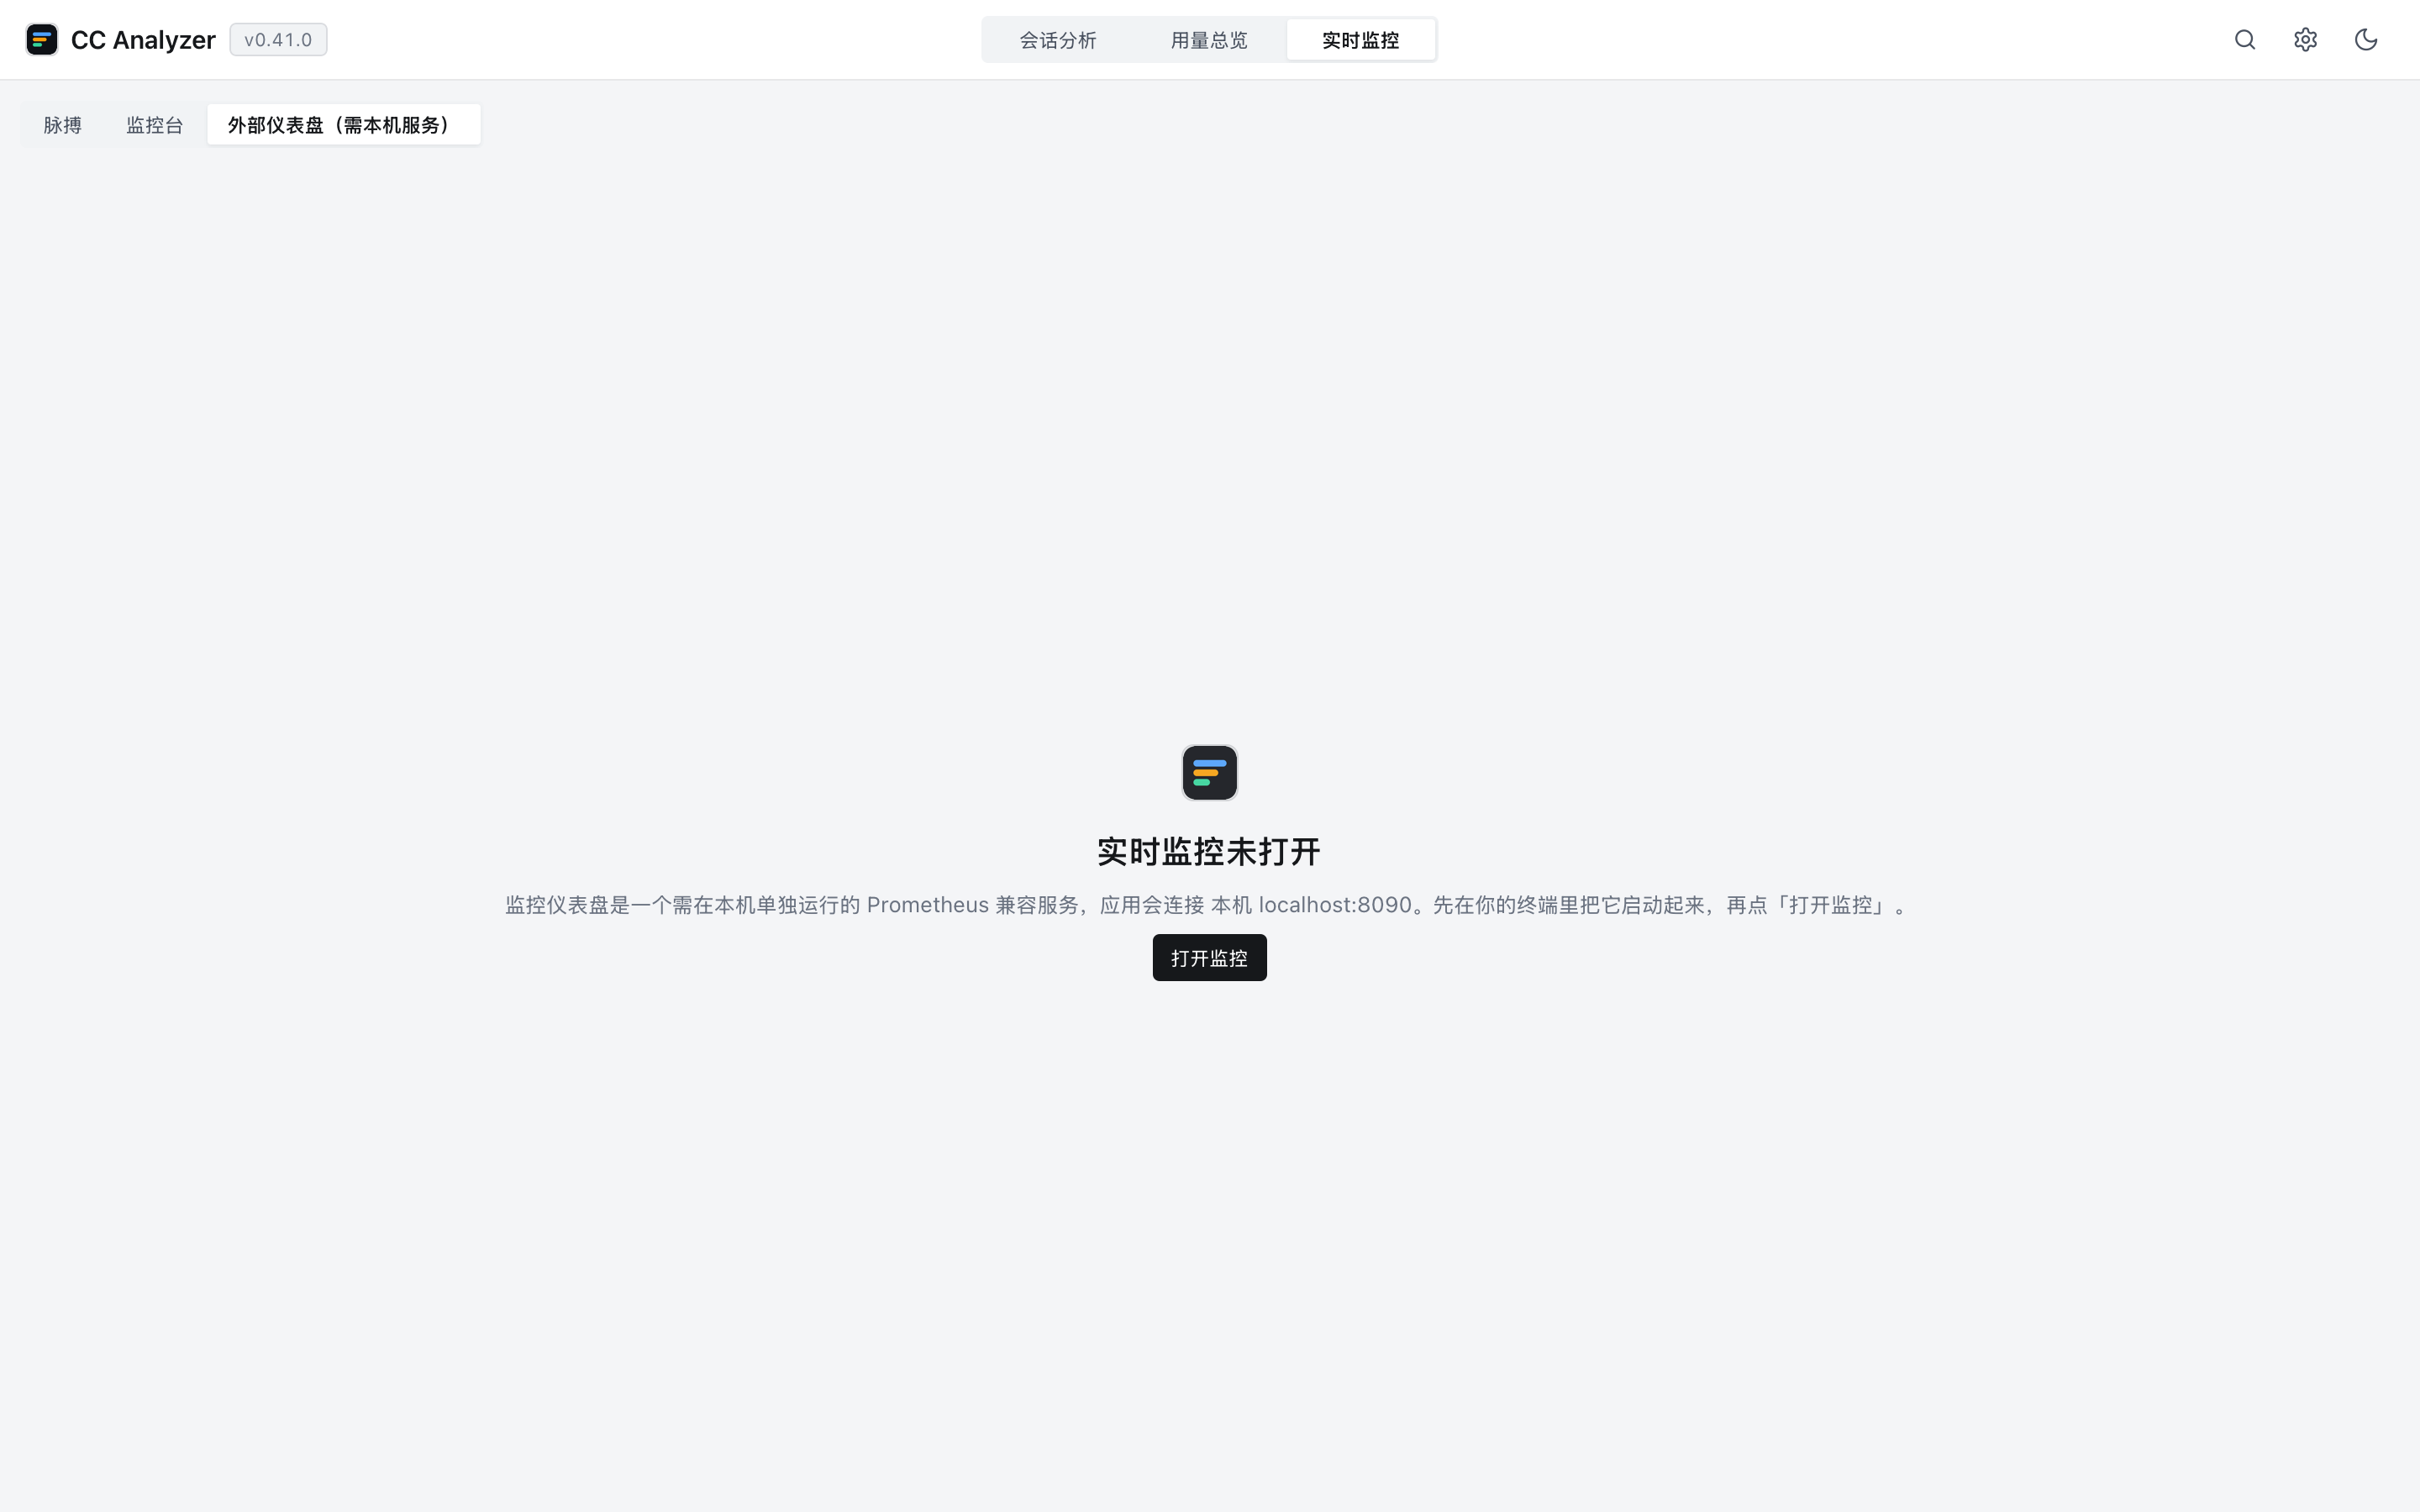 CC Analyzer v0.41.0 会话分析 用量总览 实时监控
脉搏 监控台 外部仪表盘（需本机服务）
实时监控未打开
监控仪表盘是一个需在本机单独运行的 Prometheus 兼容服务，应用会连接 本机 localhost:8090。先在你的终端里把它启动起来，再点「打开监控」。
打开监控